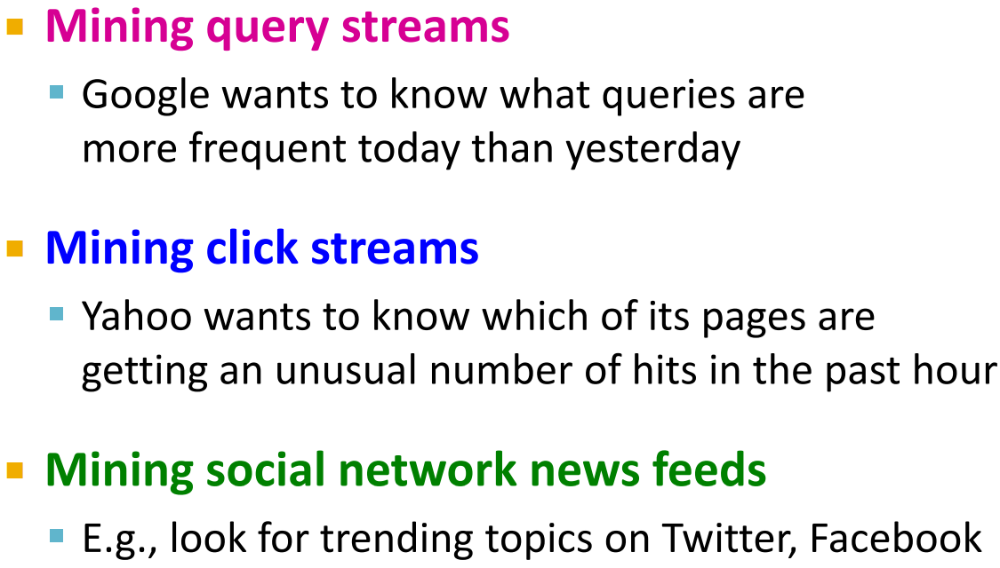 Mining query streams
Google wants to know what queries are
more frequent today than yesterday
Mining click streams
Yahoo wants to know which of its pages are
getting an unusual number of hits in the past hour
Mining social network news feeds
E.g., look for trending topics on Twitter, Facebook